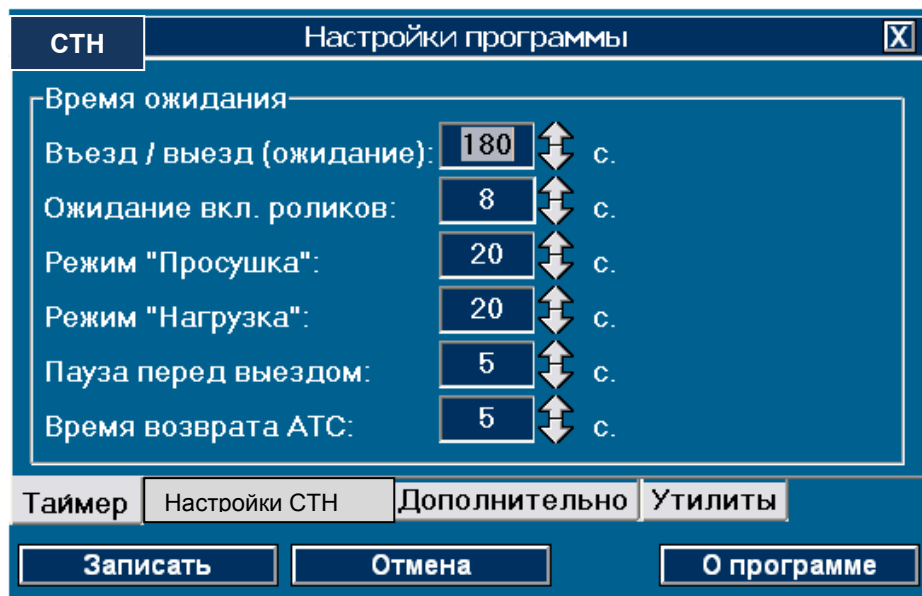 СТН Настройки программы X
Время ожидания
Въезд / выезд (ожидание): 180 с.
Ожидание вкл. роликов: 8 с.
Режим "Просушка": 20 с.
Режим "Нагрузка": 20 с.
Пауза перед выездом: 5 с.
Время возврата АТС: 5 с.
Таймер Настройки СТН Дополнительно Утилиты
Записать Отмена О программе